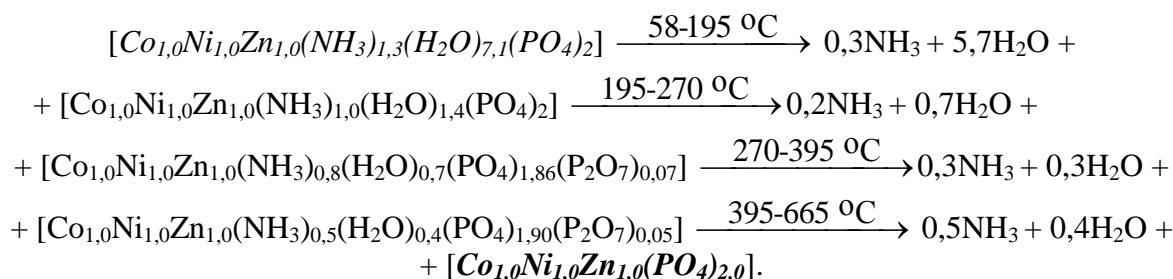 [Co₁,₀Ni₁,₀Zn₁,₀(NH₃)₁,₃(H₂O)₇,₁(PO₄)₂] 58-195 ⁰C → 0,3NH₃ + 5,7H₂O +
+ [Co₁,₀Ni₁,₀Zn₁,₀(NH₃)₁,₀(H₂O)₁,₄(PO₄)₂] 195-270 ⁰C → 0,2NH₃ + 0,7H₂O +
+ [Co₁,₀Ni₁,₀Zn₁,₀(NH₃)₀,₈(H₂O)₀,₇(PO₄)₁,₈₆(P₂O₇)₀,₀₇] 270-395 ⁰C → 0,3NH₃ + 0,3H₂O +
+ [Co₁,₀Ni₁,₀Zn₁,₀(NH₃)₀,₅(H₂O)₀,₄(PO₄)₁,₉₀(P₂O₇)₀,₀₅] 395-665 ⁰C → 0,5NH₃ + 0,4H₂O +
+ [Co₁,₀Ni₁,₀Zn₁,₀(PO₄)₂,₀].